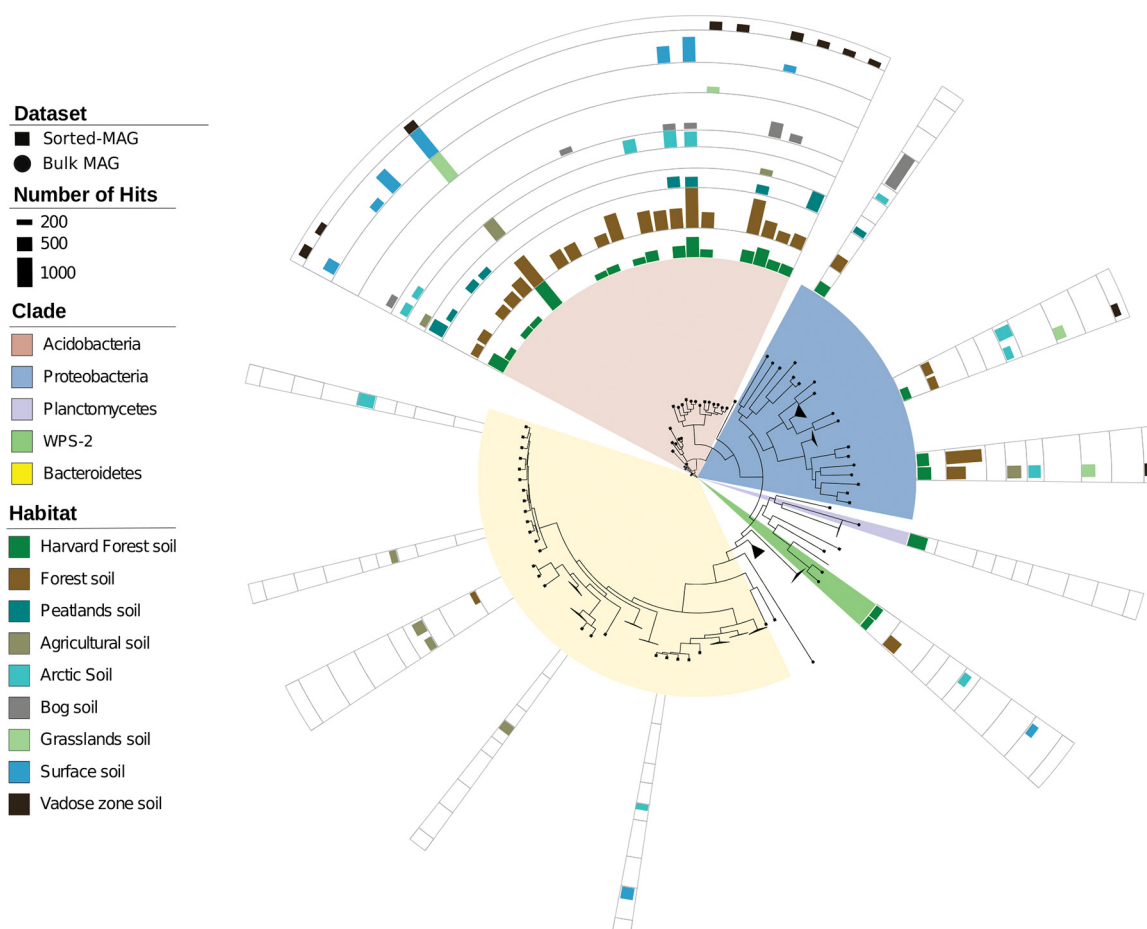 Dataset
Sorted-MAG
Bulk MAG
Number of Hits
200
500
1000
Clade
Acidobacteria
Proteobacteria
Planctomycetes
WPS-2
Bacteroidetes
Habitat
Harvard Forest soil
Forest soil
Peatlands soil
Agricultural soil
Arctic Soil
Bog soil
Grasslands soil
Surface soil
Vadose zone soil